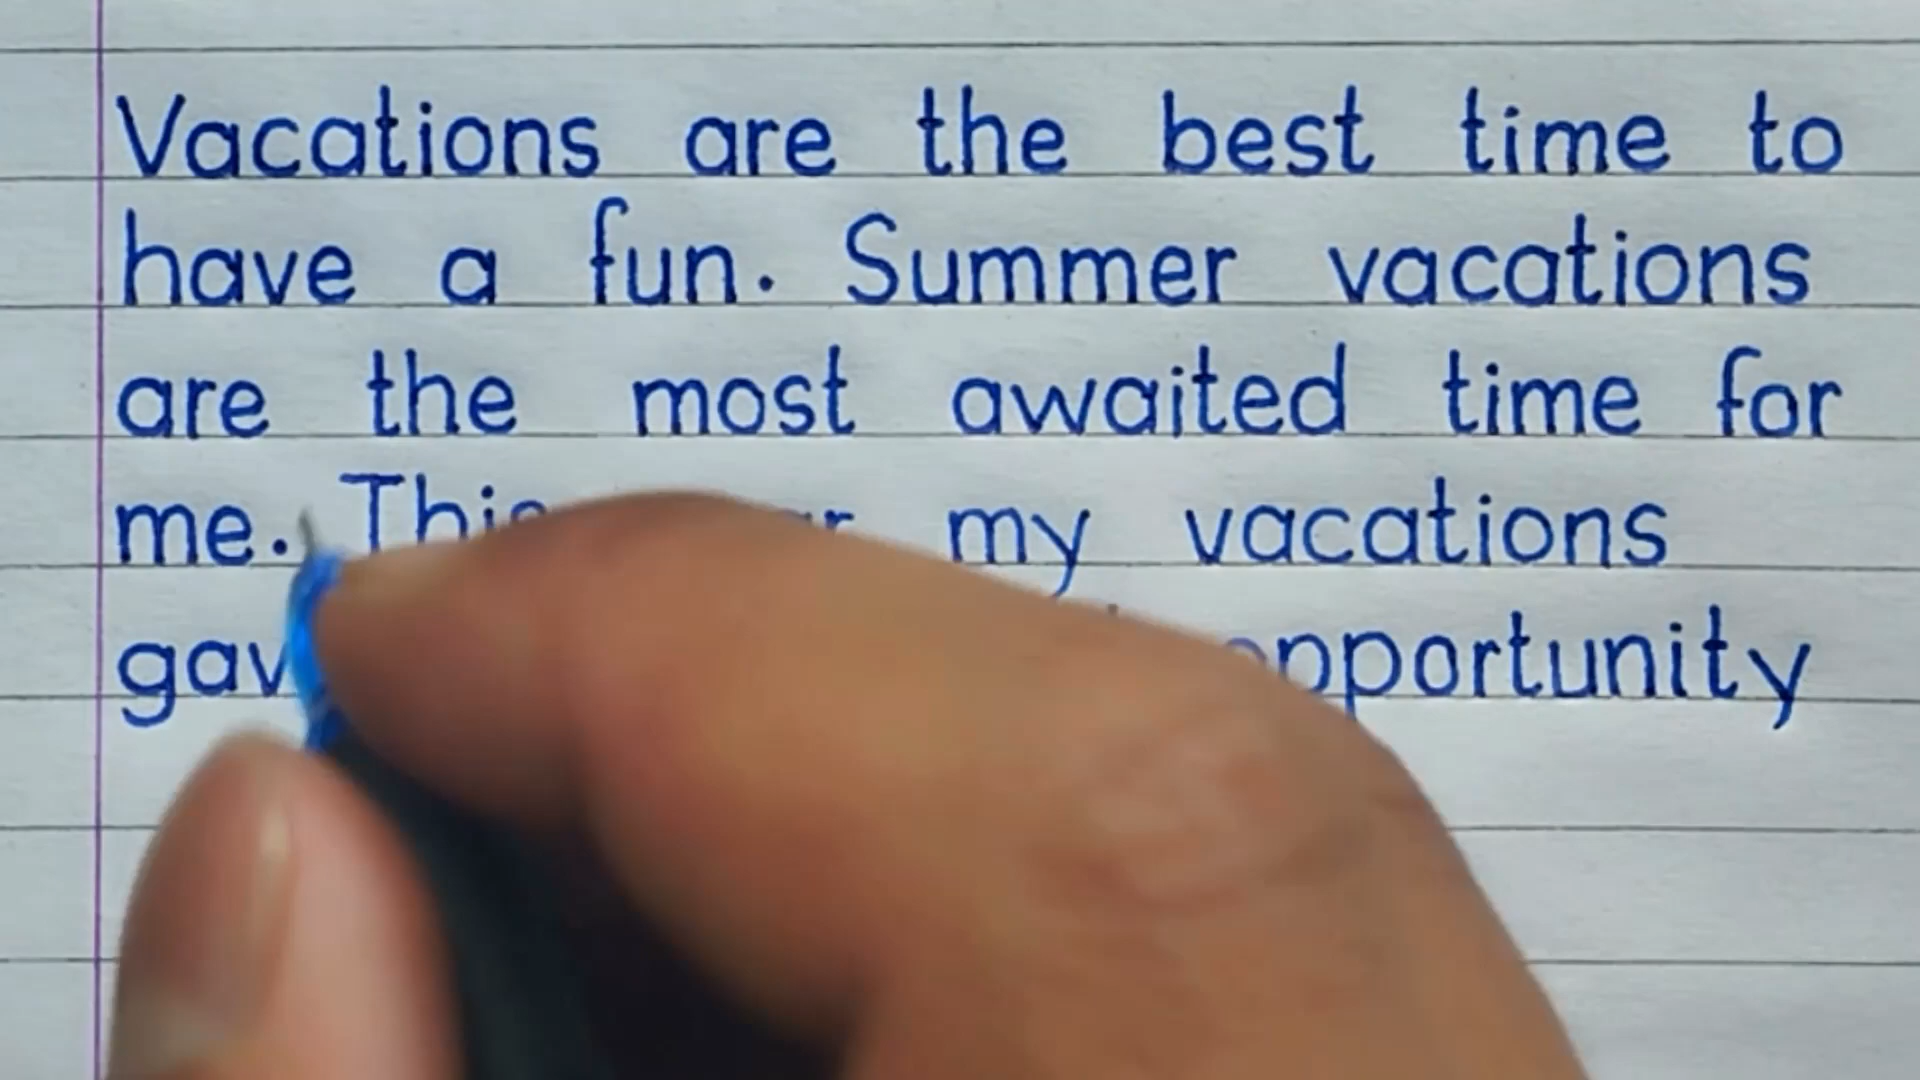 Vacations are the best time to
have a fun. Summer vacations
are the most awaited time for
me. This my vacations
opportunity